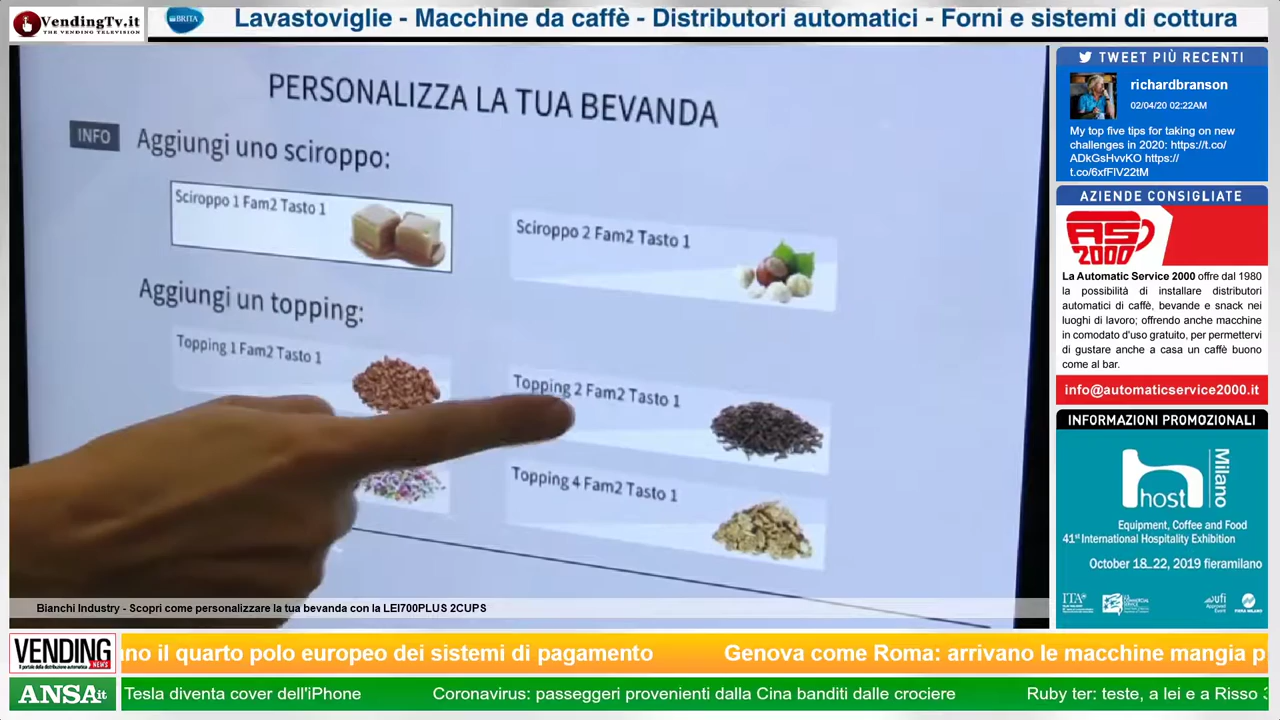 VendingTv.it
THE VENDING TELEVISION
BRITA
Lavastoviglie - Macchine da caffè - Distributori automatici - Forni e sistemi di cottura
PERSONALIZZA LA TUA BEVANDA
INFO
Aggiungi uno sciroppo:
Sciroppo 1 Fam2 Tasto 1
Sciroppo 2 Fam2 Tasto 1
Aggiungi un topping:
Topping 1 Fam2 Tasto 1
Topping 2 Fam2 Tasto 1
Topping 4 Fam2 Tasto 1
Bianchi Industry - Scopri come personalizzare la tua bevanda con la LEI700PLUS 2CUPS
TWEET PIÙ RECENTI
richardbranson
02/04/20 02:22AM
My top five tips for taking on new
challenges in 2020: https://t.co/
ADkGsHvvKO https://
t.co/6xfFIV22tM
AZIENDE CONSIGLIATE
AS
2000
La Automatic Service 2000 offre dal 1980
la possibilità di installare distributori
automatici di caffè, bevande e snack nei
luoghi di lavoro; offrendo anche macchine
in comodato d'uso gratuito, per permettervi
di gustare anche a casa un caffè buono
come al bar.
info@automaticservice2000.it
INFORMAZIONI PROMOZIONALI
host
Milano
Equipment, Coffee and Food
41st International Hospitality Exhibition
October 18_22, 2019 fieramilano
ITA
ufi
Approved
Event
FIERA MILANO
VENDING
NEWS
Il portale della distribuzione automatica
no il quarto polo europeo dei sistemi di pagamento
Genova come Roma: arrivano le macchine mangia p
ANSA.it
Tesla diventa cover dell'iPhone
Coronavirus: passeggeri provenienti dalla Cina banditi dalle crociere
Ruby ter: teste, a lei e a Risso 3